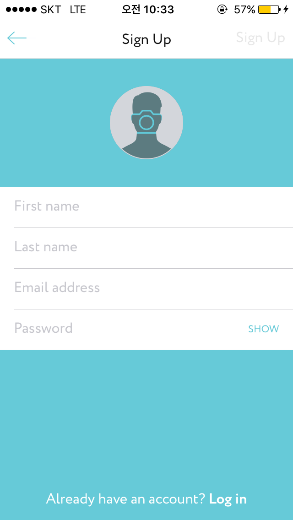 SKT LTE 오전 10:33 57%
Sign Up Sign Up
First name
Last name
Email address
Password SHOW
Already have an account? Log in